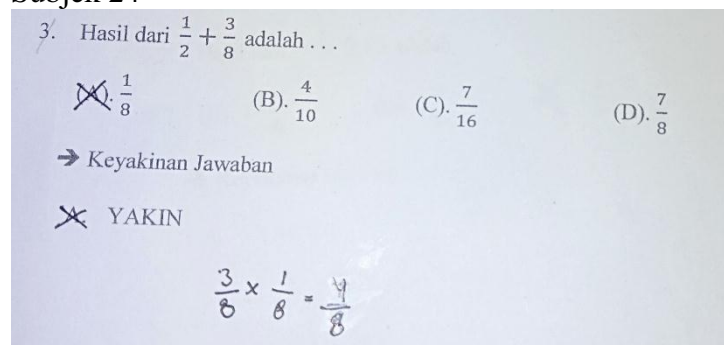 Subjek 24
3. Hasil dari 1/2 + 3/8 adalah . . .
(A). 1/8 (B). 4/10 (C). 7/16 (D). 7/8
➔ Keyakinan Jawaban
A. YAKIN
3/8 × 1/8 = 4/8